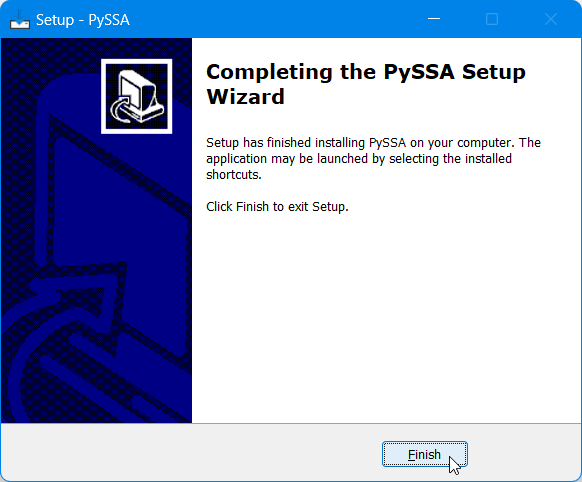 Setup - PySSA
Completing the PySSA Setup
Wizard
Setup has finished installing PySSA on your computer. The
application may be launched by selecting the installed
shortcuts.
Click Finish to exit Setup.
Finish